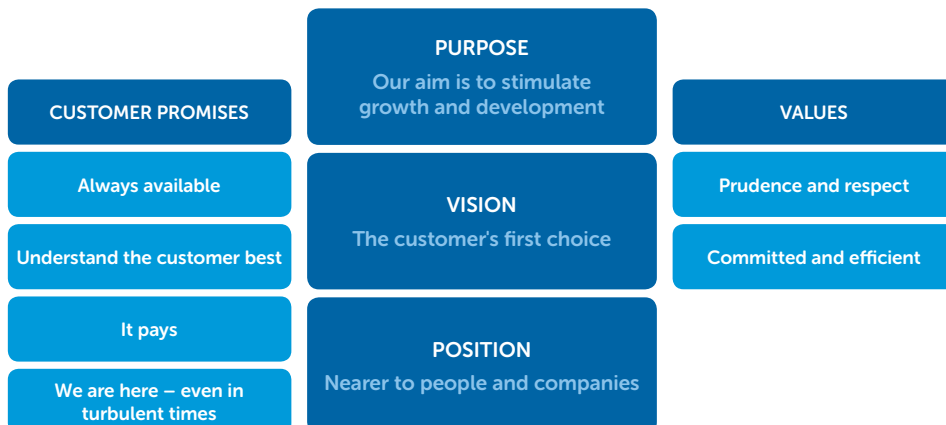 CUSTOMER PROMISES
Always available
Understand the customer best
It pays
We are here – even in
turbulent times
PURPOSE
Our aim is to stimulate
growth and development
VISION
The customer's first choice
POSITION
Nearer to people and companies
VALUES
Prudence and respect
Committed and efficient